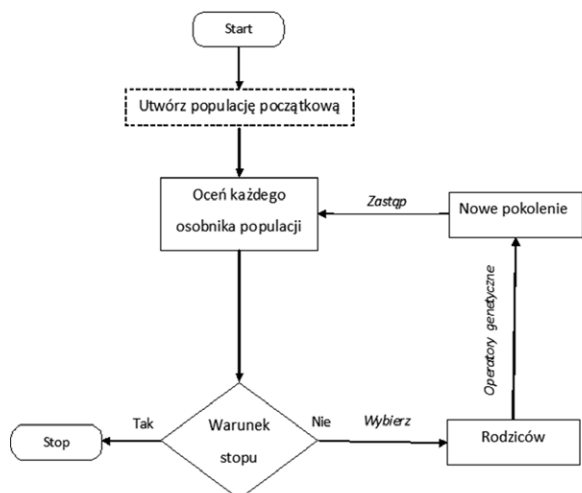 Start
Utwórz populację początkową
Oceń każdego
osobnika populacji
Zastąp
Nowe pokolenie
Operatory genetyczne
Warunek
stopu
Tak
Stop
Nie
Wybierz
Rodziców